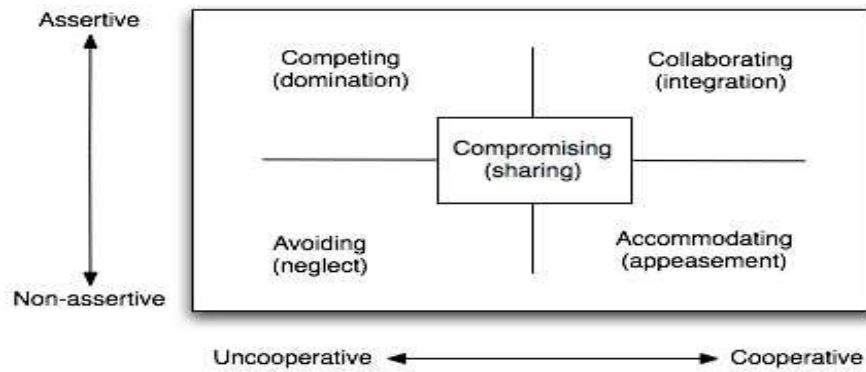 Assertive
Competing
(domination)
Collaborating
(integration)
Compromising
(sharing)
Avoiding
(neglect)
Accommodating
(appeasement)
Non-assertive
Uncooperative
Cooperative